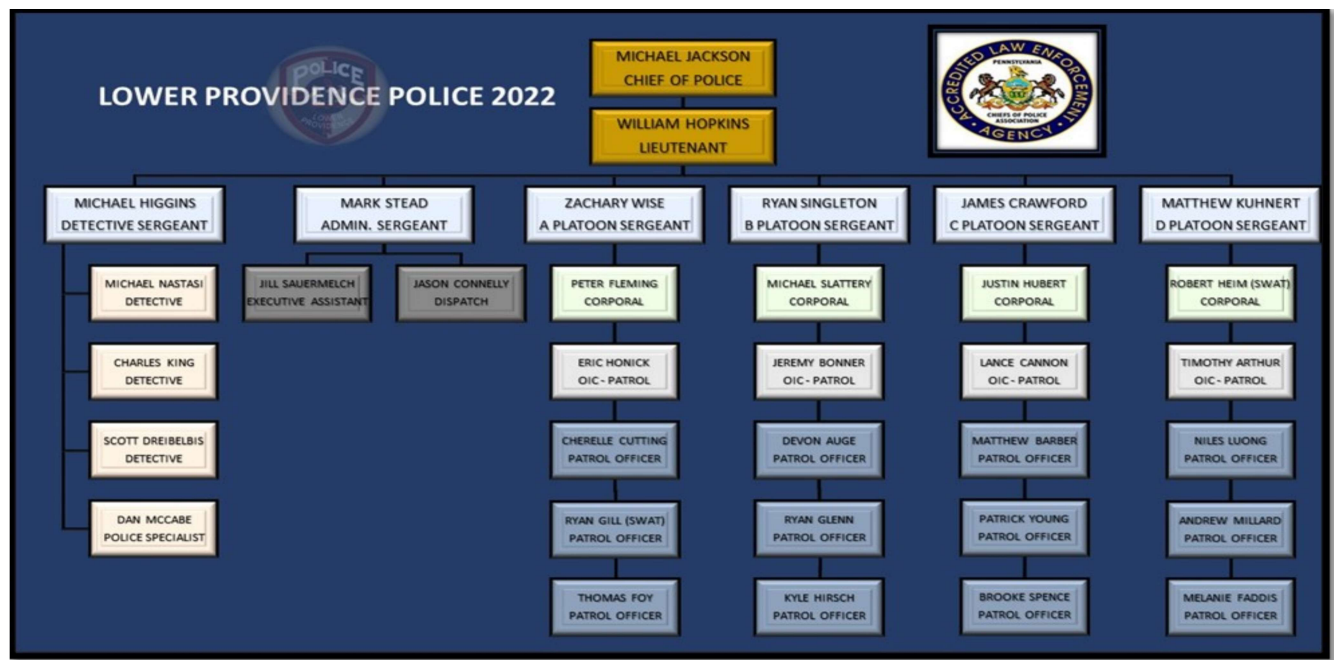 LOWER PROVIDENCE POLICE 2022
POLICE
LOWER
PROVIDENCE
MICHAEL JACKSON
CHIEF OF POLICE
WILLIAM HOPKINS
LIEUTENANT
ACCREDITED LAW ENFORCEMENT
PENNSYLVANIA
CHIEFS OF POLICE
ASSOCIATION
AGENCY
MICHAEL HIGGINS
DETECTIVE SERGEANT
MICHAEL NASTASI
DETECTIVE
CHARLES KING
DETECTIVE
SCOTT DREIBELBIS
DETECTIVE
DAN MCCABE
POLICE SPECIALIST
MARK STEAD
ADMIN. SERGEANT
JILL SAUERMELCH
EXECUTIVE ASSISTANT
JASON CONNELLY
DISPATCH
ZACHARY WISE
A PLATOON SERGEANT
PETER FLEMING
CORPORAL
ERIC HONICK
OIC - PATROL
CHERELLE CUTTING
PATROL OFFICER
RYAN GILL (SWAT)
PATROL OFFICER
THOMAS FOY
PATROL OFFICER
RYAN SINGLETON
B PLATOON SERGEANT
MICHAEL SLATTERY
CORPORAL
JEREMY BONNER
OIC - PATROL
DEVON AUGE
PATROL OFFICER
RYAN GLENN
PATROL OFFICER
KYLE HIRSCH
PATROL OFFICER
JAMES CRAWFORD
C PLATOON SERGEANT
JUSTIN HUBERT
CORPORAL
LANCE CANNON
OIC - PATROL
MATTHEW BARBER
PATROL OFFICER
PATRICK YOUNG
PATROL OFFICER
BROOKE SPENCE
PATROL OFFICER
MATTHEW KUHNERT
D PLATOON SERGEANT
ROBERT HEIM (SWAT)
CORPORAL
TIMOTHY ARTHUR
OIC - PATROL
NILES LUONG
PATROL OFFICER
ANDREW MILLARD
PATROL OFFICER
MELANIE FADDIS
PATROL OFFICER